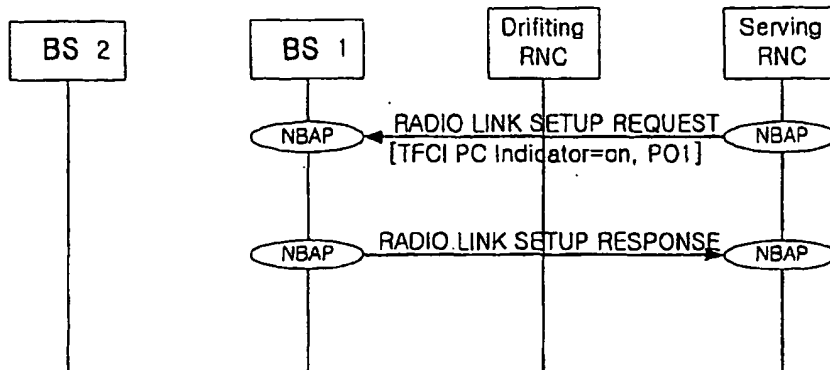 BS 2
BS 1
Drifiting
RNC
Serving
RNC
NBAP
RADIO LINK SETUP REQUEST
[TFCI PC Indicator=on, PO1]
NBAP
NBAP
RADIO LINK SETUP RESPONSE
NBAP